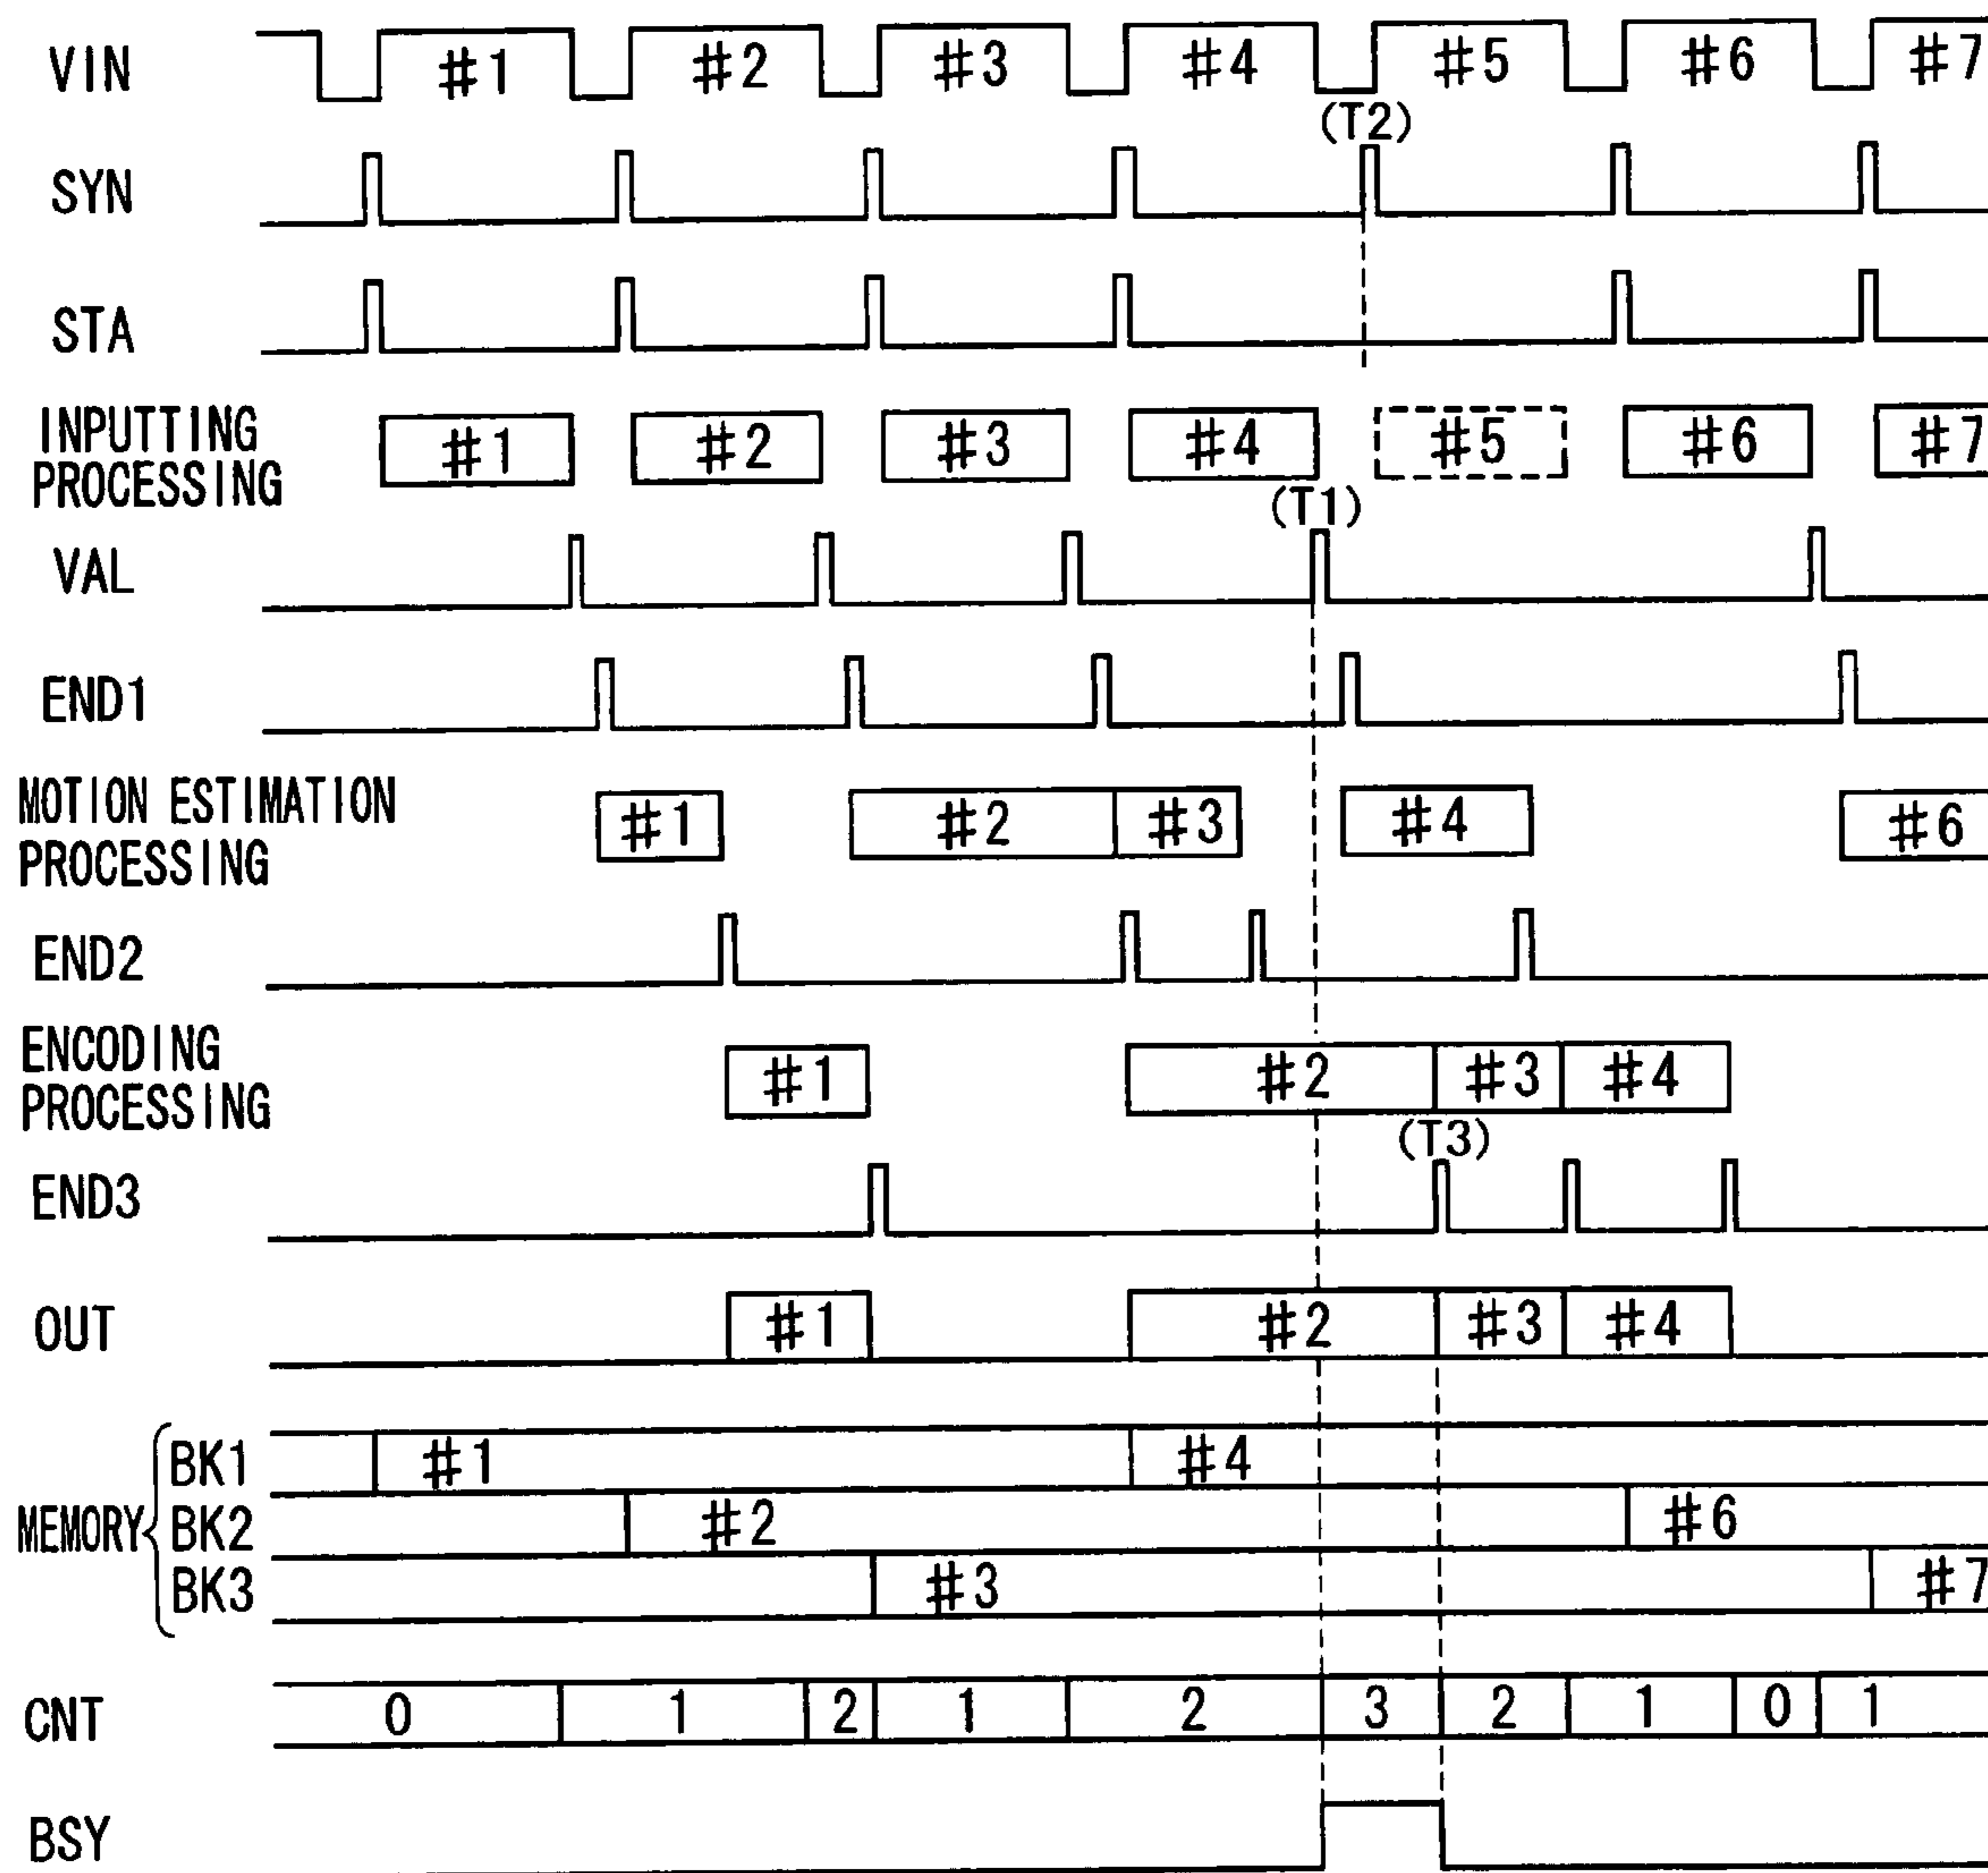 VIN #1 #2 #3 #4 #5 #6 #7
(T2)
SYN
STA
INPUTTING
PROCESSING #1 #2 #3 #4 #5 #6 #7
(T1)
VAL
END1
MOTION ESTIMATION
PROCESSING #1 #2 #3 #4 #6
END2
ENCODING
PROCESSING #1 #2 #3 #4
(T3)
END3
OUT #1 #2 #3 #4
MEMORY
BK1 #1 #4
BK2 #2 #6
BK3 #3 #7
CNT 0 1 2 1 2 3 2 1 0 1
BSY